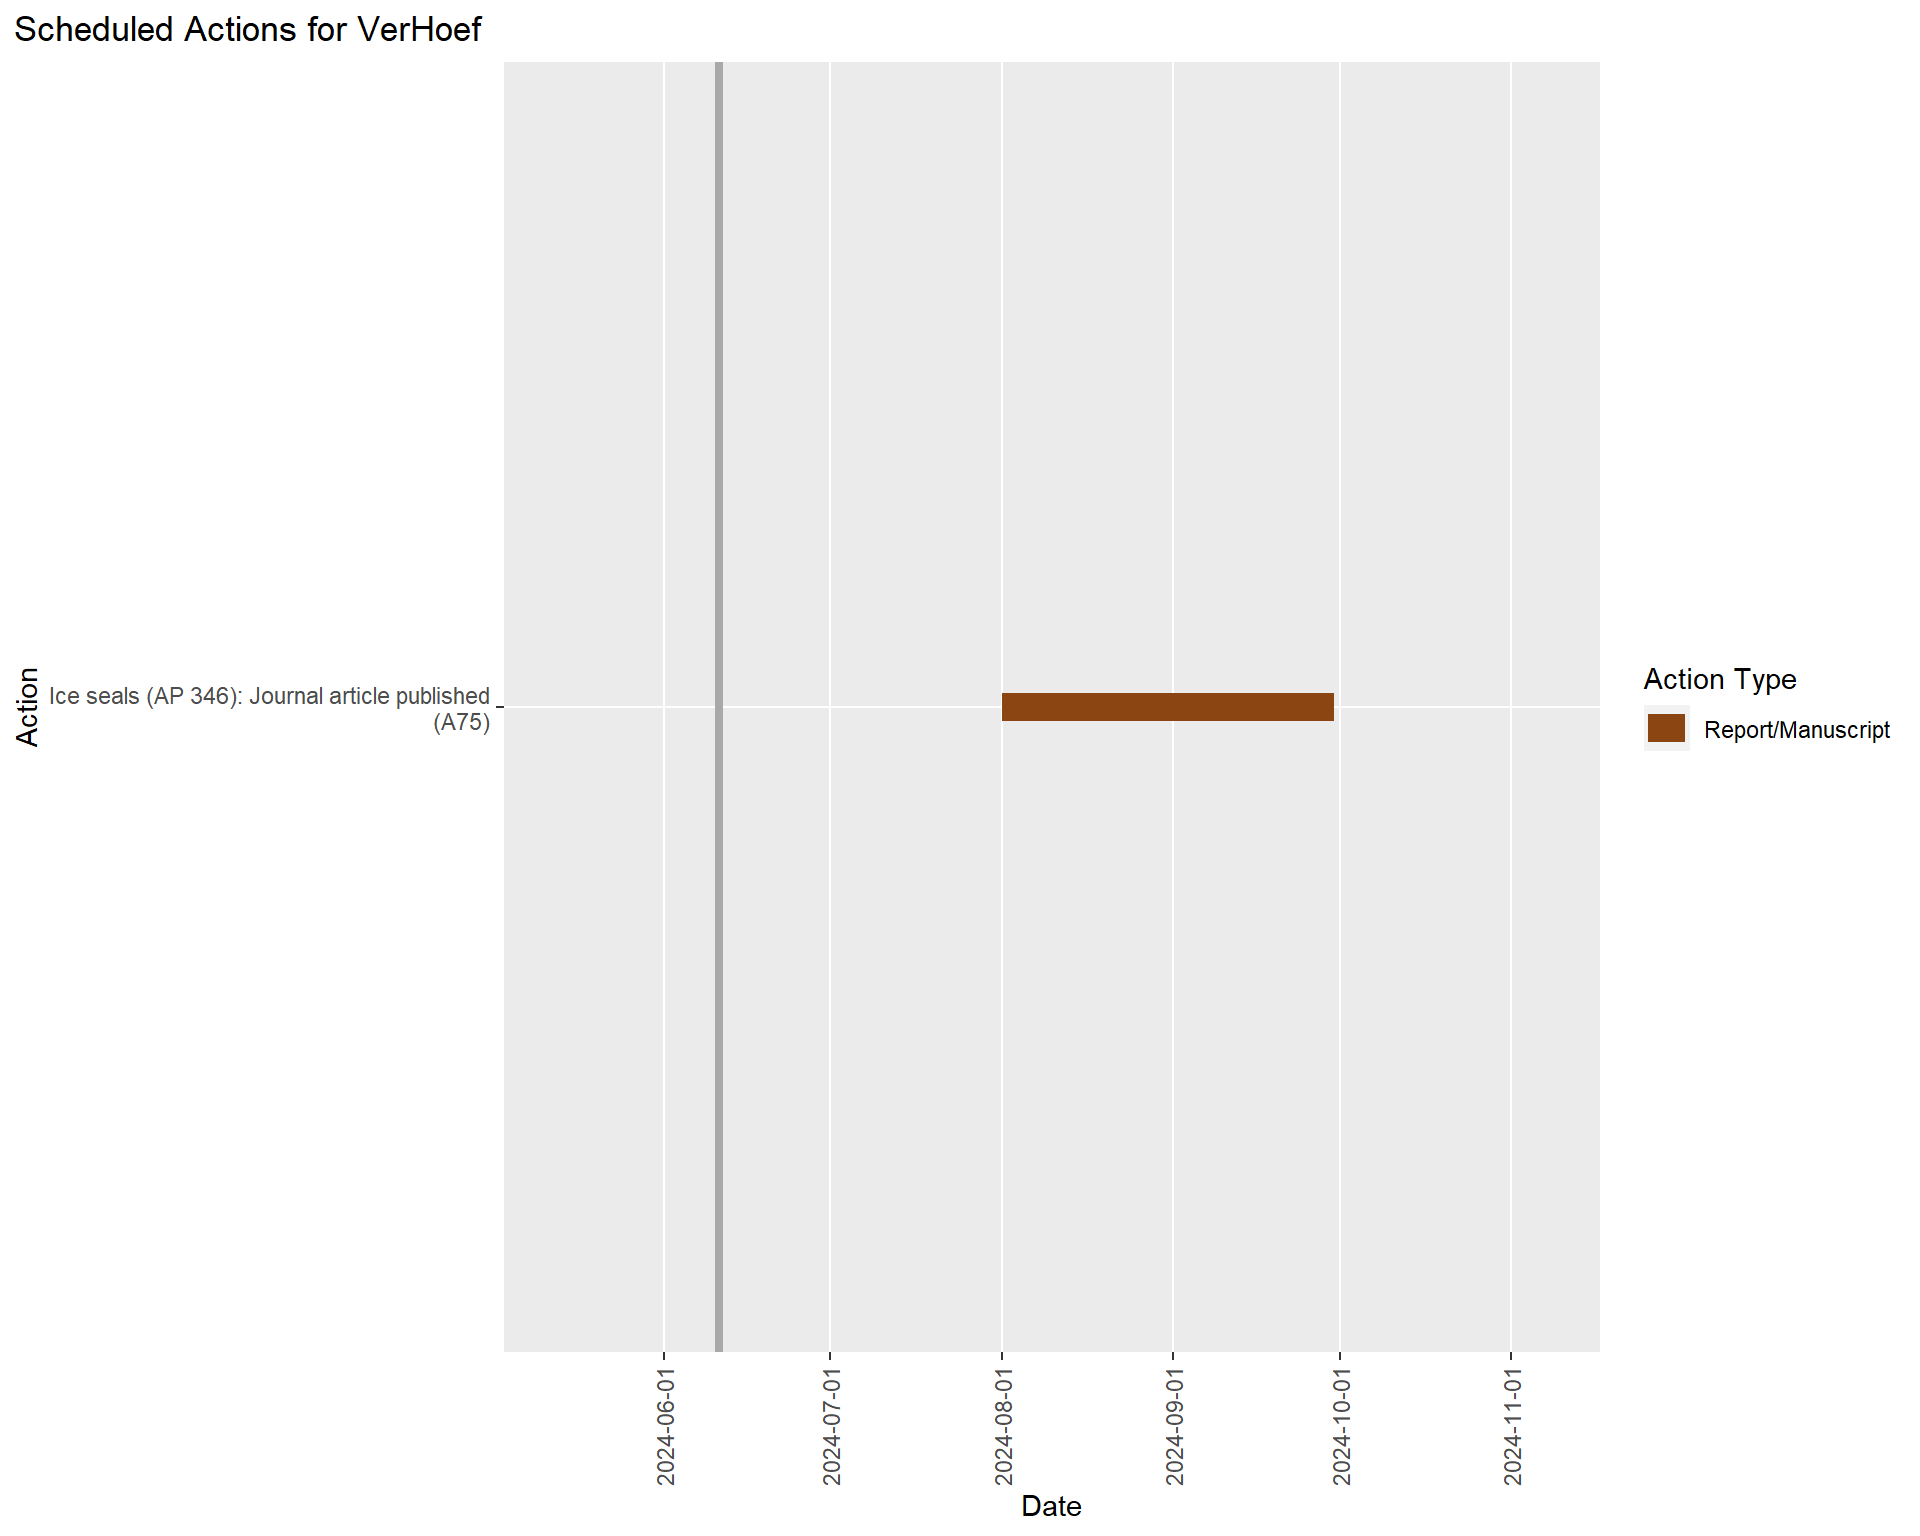 Scheduled Actions for VerHoef
Action
Ice seals (AP 346): Journal article published
(A75)
Action Type
Report/Manuscript
2024-06-01
2024-07-01
2024-08-01
2024-09-01
2024-10-01
2024-11-01
Date